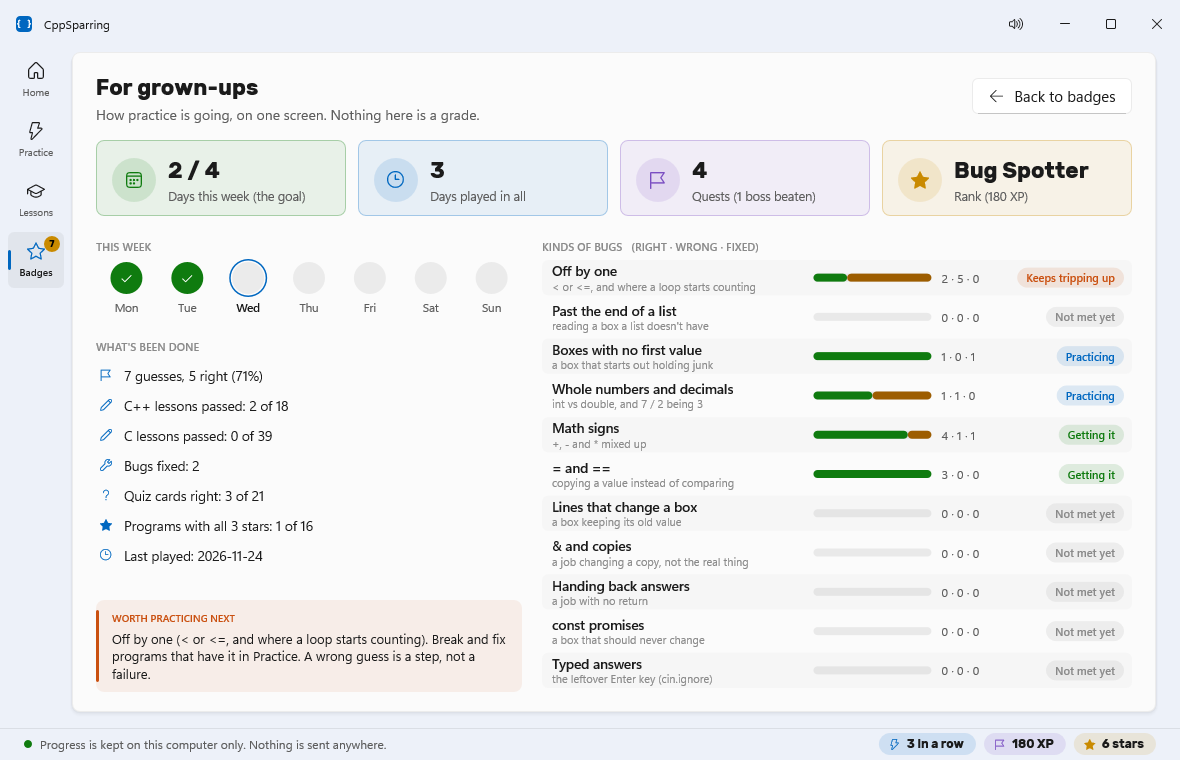 CppSparring
Home
Practice
Lessons
7
Badges
For grown-ups
How practice is going, on one screen. Nothing here is a grade.
Back to badges
2 / 4
Days this week (the goal)
3
Days played in all
4
Quests (1 boss beaten)
Bug Spotter
Rank (180 XP)
THIS WEEK
Mon
Tue
Wed
Thu
Fri
Sat
Sun
WHAT'S BEEN DONE
7 guesses, 5 right (71%)
C++ lessons passed: 2 of 18
C lessons passed: 0 of 39
Bugs fixed: 2
Quiz cards right: 3 of 21
Programs with all 3 stars: 1 of 16
Last played: 2026-11-24
WORTH PRACTICING NEXT
Off by one (< or <=, and where a loop starts counting). Break and fix
programs that have it in Practice. A wrong guess is a step, not a
failure.
KINDS OF BUGS (RIGHT · WRONG · FIXED)
Off by one
< or <=, and where a loop starts counting
2 · 5 · 0
Keeps tripping up
Past the end of a list
reading a box a list doesn't have
0 · 0 · 0
Not met yet
Boxes with no first value
a box that starts out holding junk
1 · 0 · 1
Practicing
Whole numbers and decimals
int vs double, and 7 / 2 being 3
1 · 1 · 0
Practicing
Math signs
+, - and * mixed up
4 · 1 · 1
Getting it
= and ==
copying a value instead of comparing
3 · 0 · 0
Getting it
Lines that change a box
a box keeping its old value
0 · 0 · 0
Not met yet
& and copies
a job changing a copy, not the real thing
0 · 0 · 0
Not met yet
Handing back answers
a job with no return
0 · 0 · 0
Not met yet
const promises
a box that should never change
0 · 0 · 0
Not met yet
Typed answers
the leftover Enter key (cin.ignore)
0 · 0 · 0
Not met yet
Progress is kept on this computer only. Nothing is sent anywhere.
3 in a row
180 XP
6 stars